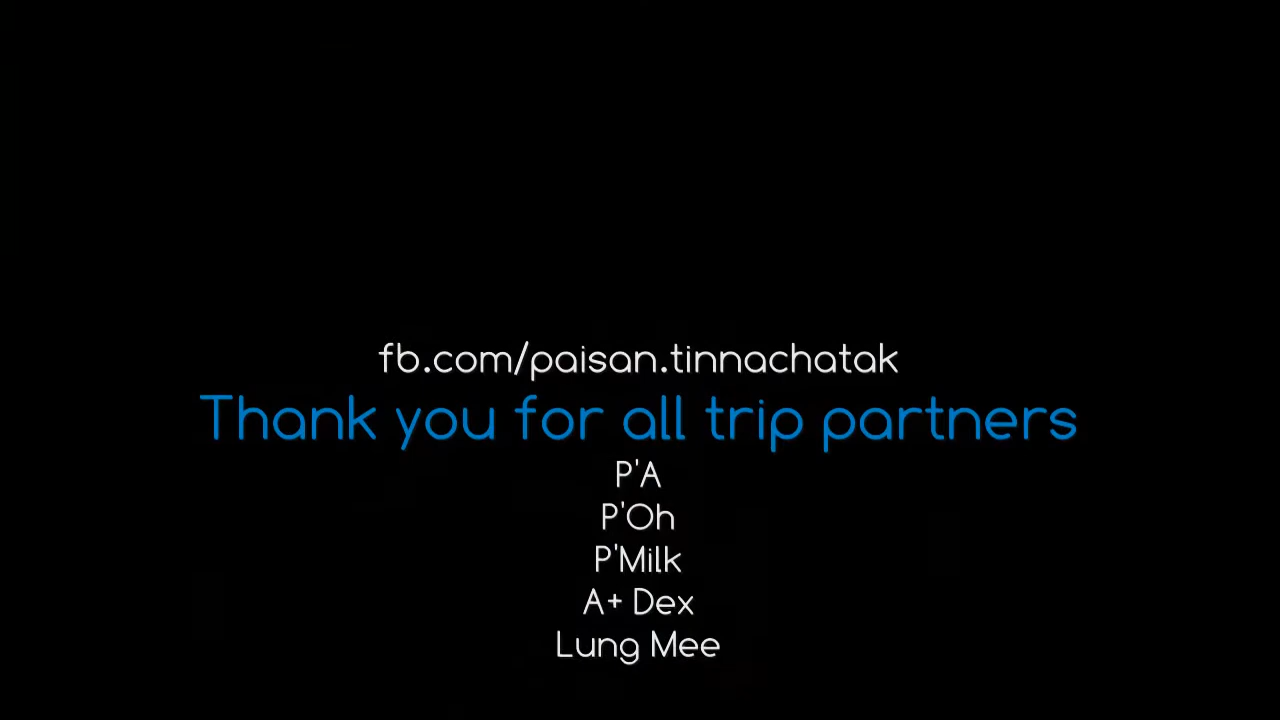 fb.com/paisan.tinnachatak
Thank you for all trip partners
P'A
P'Oh
P'Milk
A+ Dex
Lung Mee